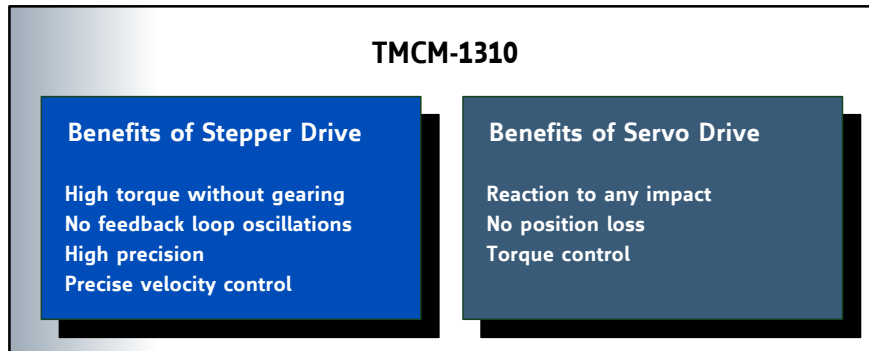 TMCM-1310
Benefits of Stepper Drive
High torque without gearing
No feedback loop oscillations
High precision
Precise velocity control
Benefits of Servo Drive
Reaction to any impact
No position loss
Torque control